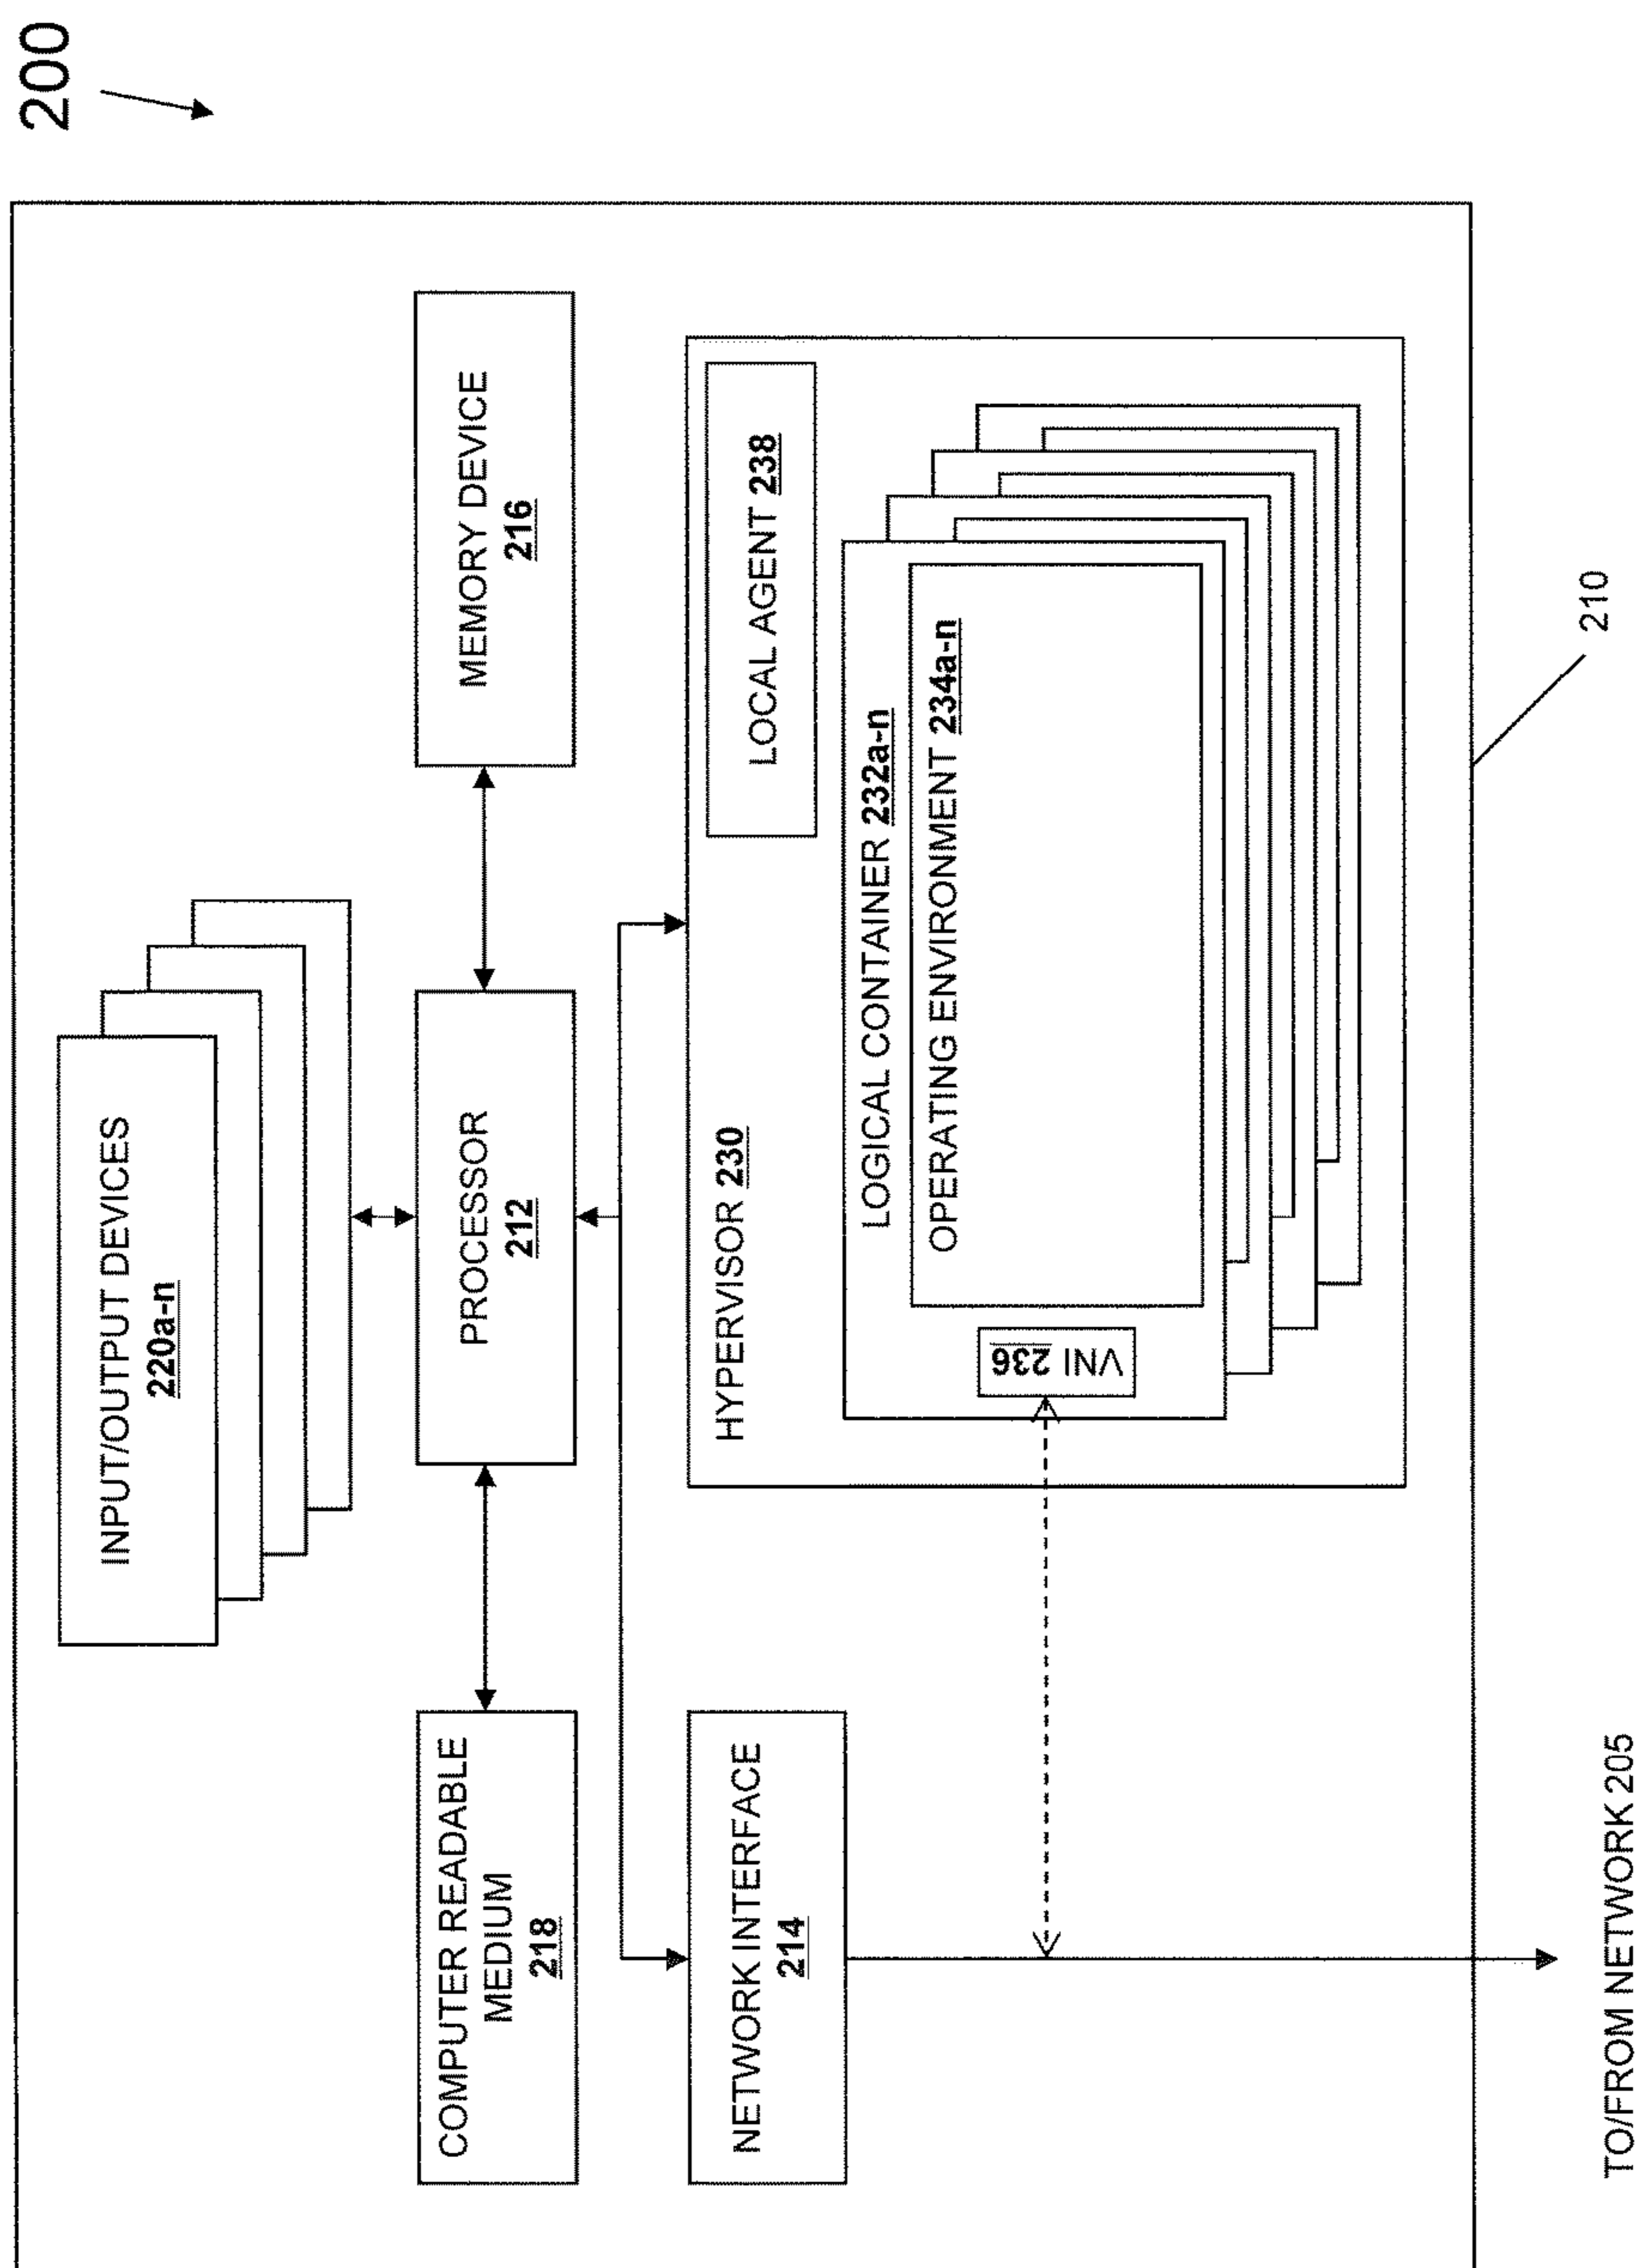 200
INPUT/OUTPUT DEVICES
220a-n
COMPUTER READABLE
MEDIUM
218
PROCESSOR
212
MEMORY DEVICE
216
NETWORK INTERFACE
214
HYPERVISOR 230
LOCAL AGENT 238
LOGICAL CONTAINER 232a-n
OPERATING ENVIRONMENT 234a-n
VNI 236
210
TO/FROM NETWORK 205